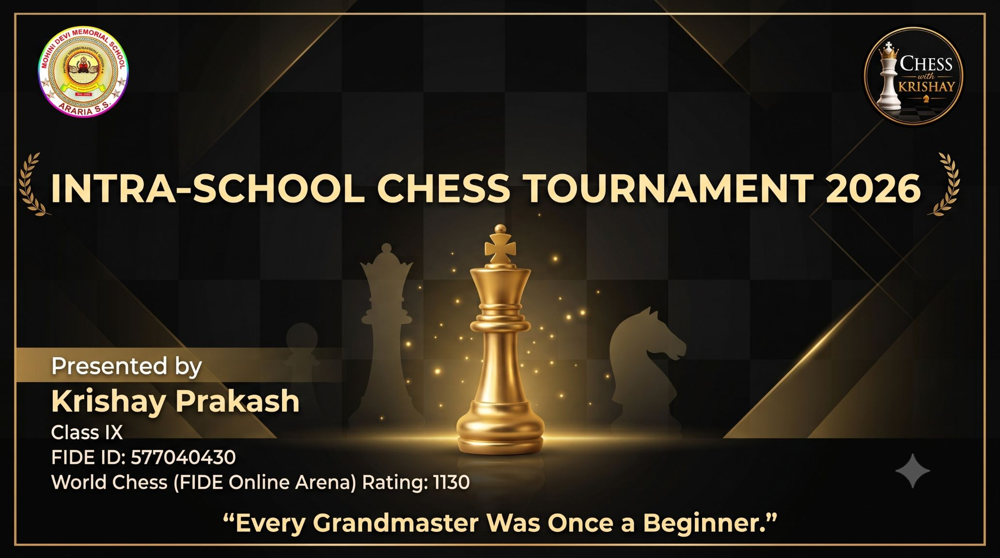 MOHINI DEVI MEMORIAL SCHOOL
ARARIA S.S.
CHESS
with
KRISHAY
INTRA-SCHOOL CHESS TOURNAMENT 2026
Presented by
Krishay Prakash
Class IX
FIDE ID: 577040430
World Chess (FIDE Online Arena) Rating: 1130
“Every Grandmaster Was Once a Beginner.”